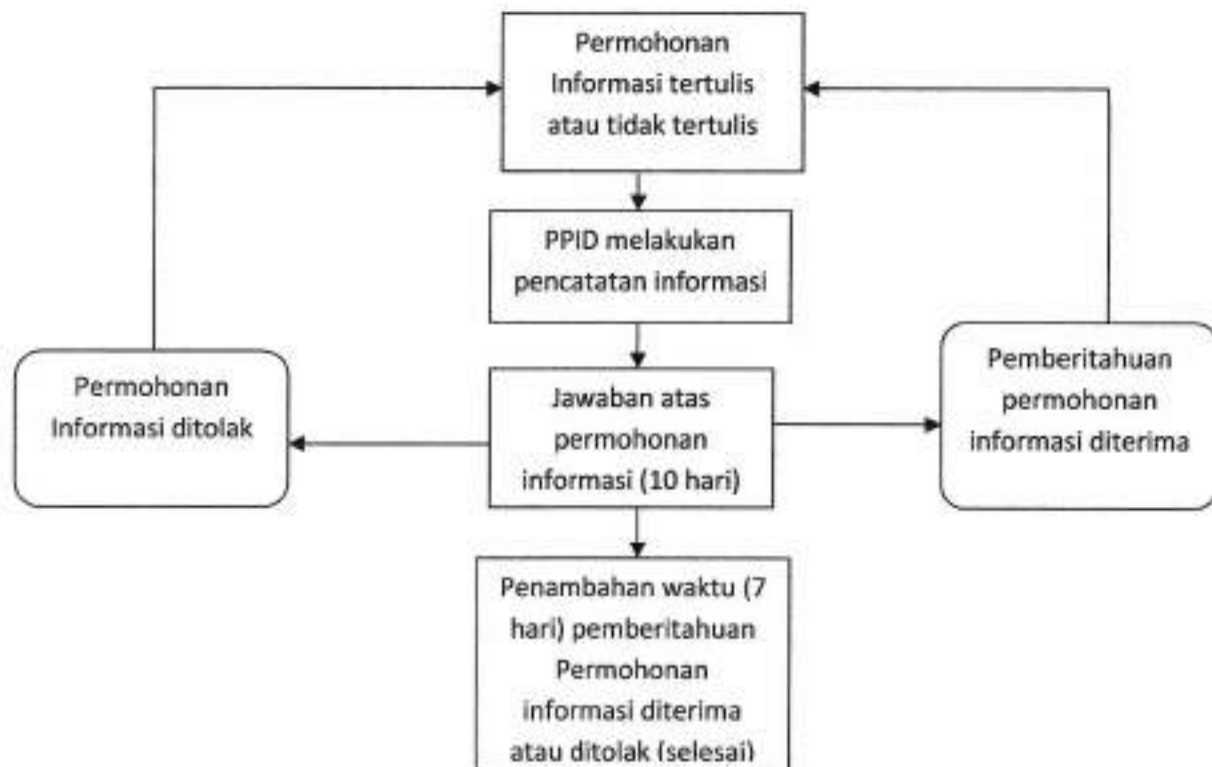 Permohonan
Informasi tertulis
atau tidak tertulis
PPID melakukan
pencatatan informasi
Permohonan
Informasi ditolak
Jawaban atas
permohonan
informasi (10 hari)
Pemberitahuan
permohonan
informasi diterima
Penambahan waktu (7
hari) pemberitahuan
Permohonan
informasi diterima
atau ditolak (selesai)